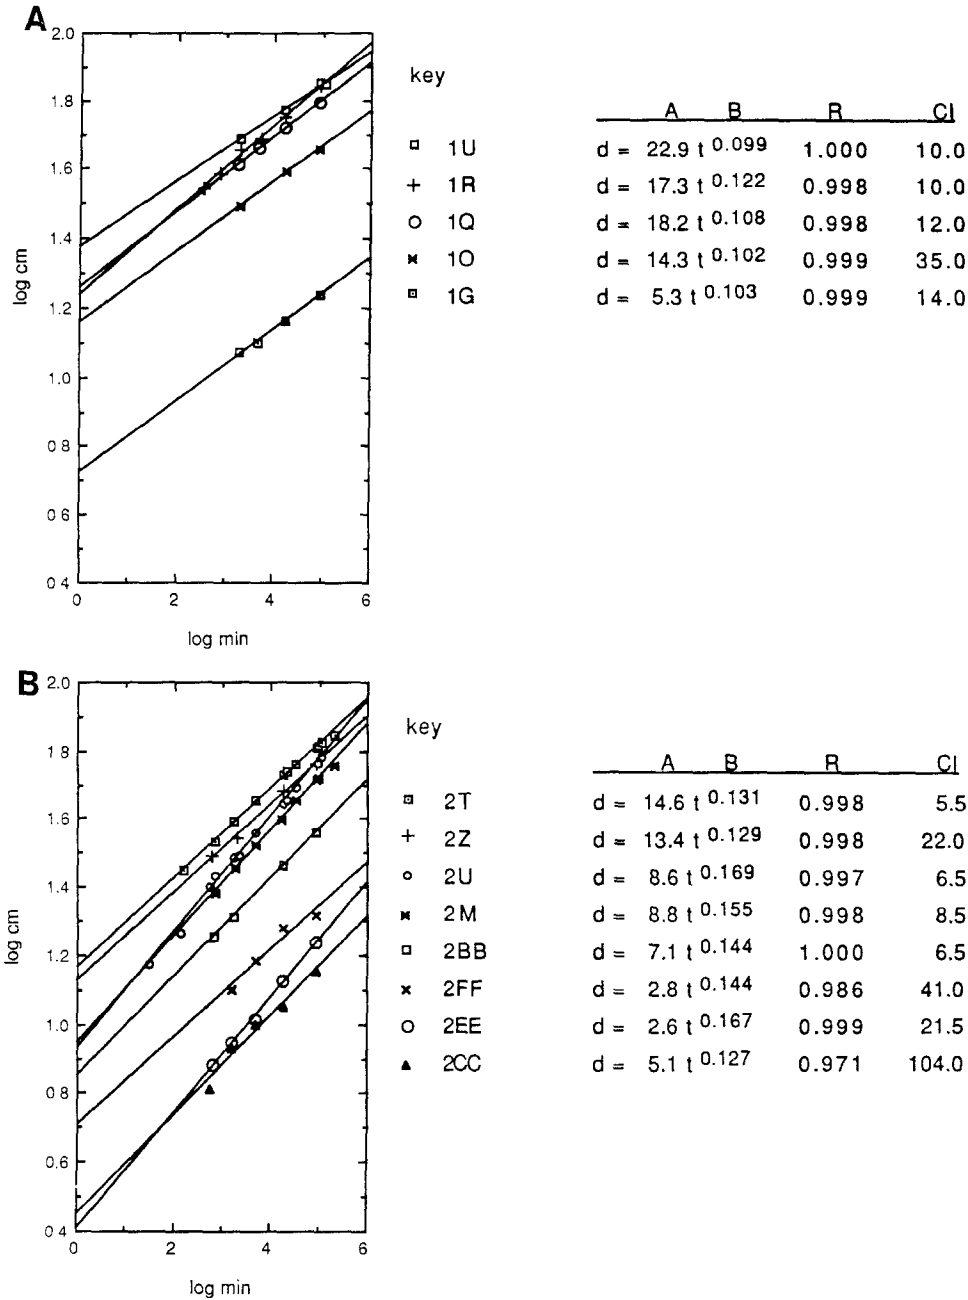 A
2.0
1.8
1.6
1.4
1.2
1.0
0.8
1.6
0.6
0 4
0 2 4 6
log cm
log min
key
1U
1R
1Q
1O
1G
A B R CI
d = 22.9 t 0.099 1.000 10.0
d = 17.3 t 0.122 0.998 10.0
d = 18.2 t 0.108 0.998 12.0
d = 14.3 t 0.102 0.999 35.0
d = 5.3 t 0.103 0.999 14.0
B
2.0
1.8
1.6
1.4
1.2
1.0
0.8
0.6
0 4
0 2 4 6
log cm
log min
key
2T
2Z
2U
2M
2BB
2FF
2EE
2CC
A B R CI
d = 14.6 t 0.131 0.998 5.5
d = 13.4 t 0.129 0.998 22.0
d = 8.6 t 0.169 0.997 6.5
d = 8.8 t 0.155 0.998 8.5
d = 7.1 t 0.144 1.000 6.5
d = 2.8 t 0.144 0.986 41.0
d = 2.6 t 0.167 0.999 21.5
d = 5.1 t 0.127 0.971 104.0